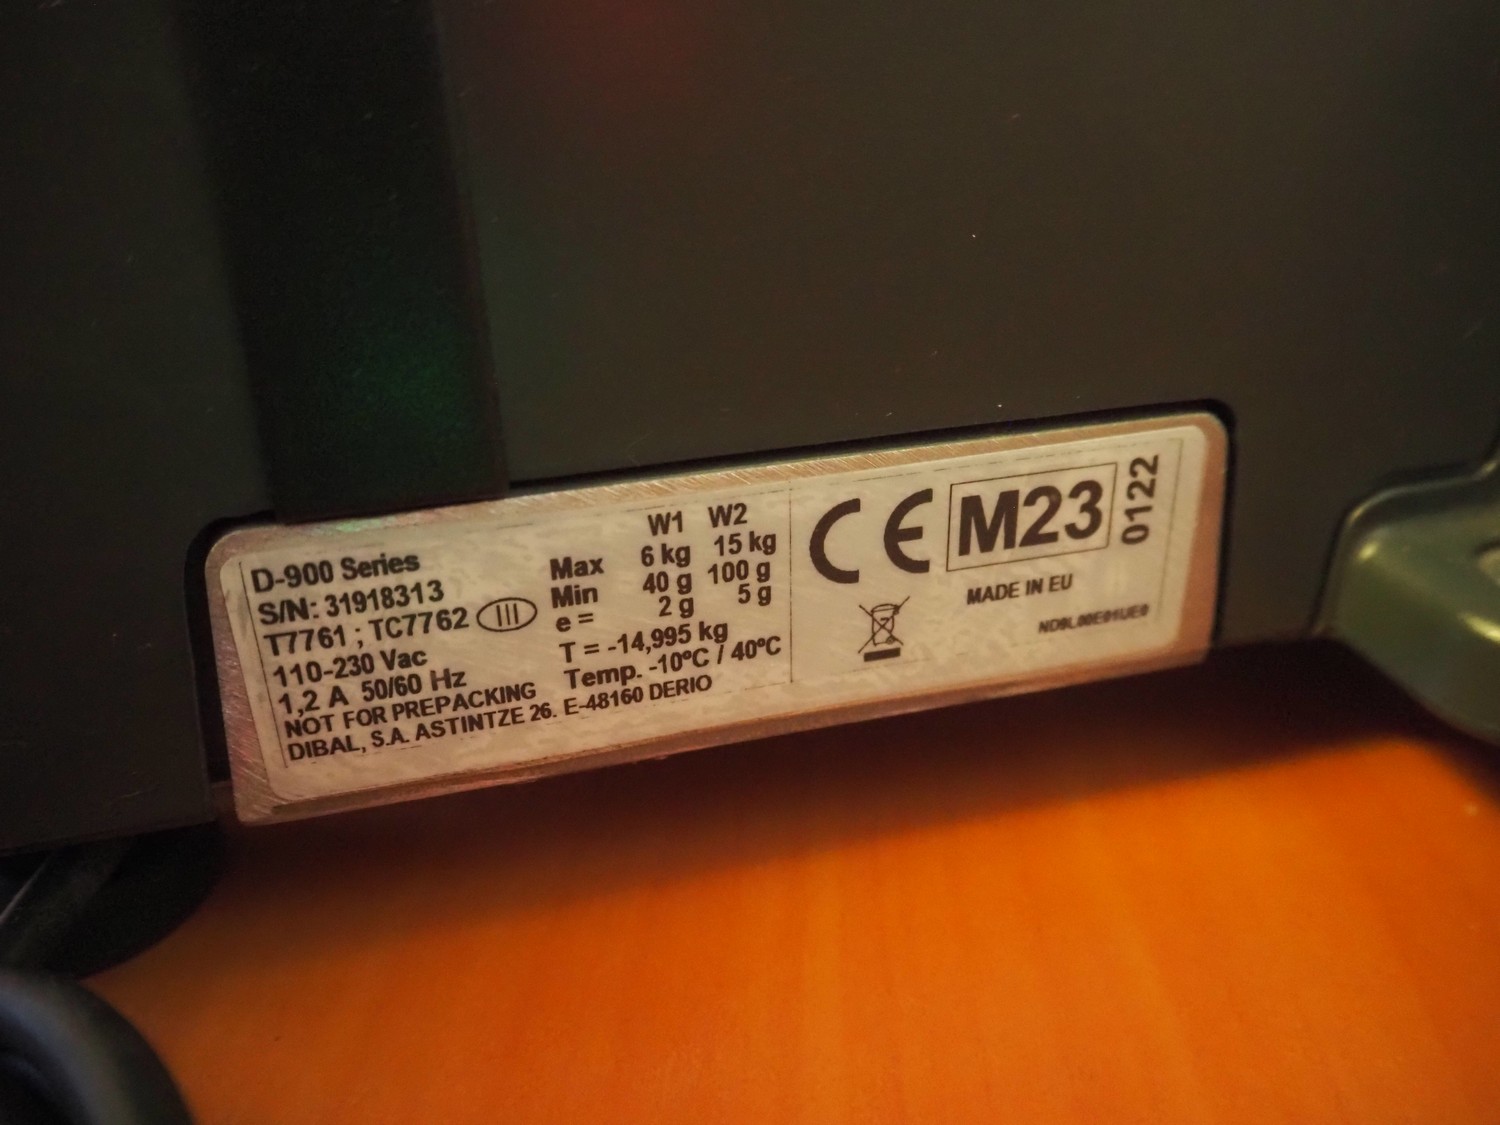 D-900 Series
S/N: 31918313
T7761 ; TC7762 III
110-230 Vac
1,2 A 50/60 Hz
NOT FOR PREPACKING
DIBAL, S.A. ASTINTZE 26. E-48160 DERIO
W1 W2
Max 6 kg 15 kg
Min 40 g 100 g
e = 2 g 5 g
T = -14,995 kg
Temp. -10ºC / 40ºC
CE M23 0122
MADE IN EU
ND9L00E01UE0